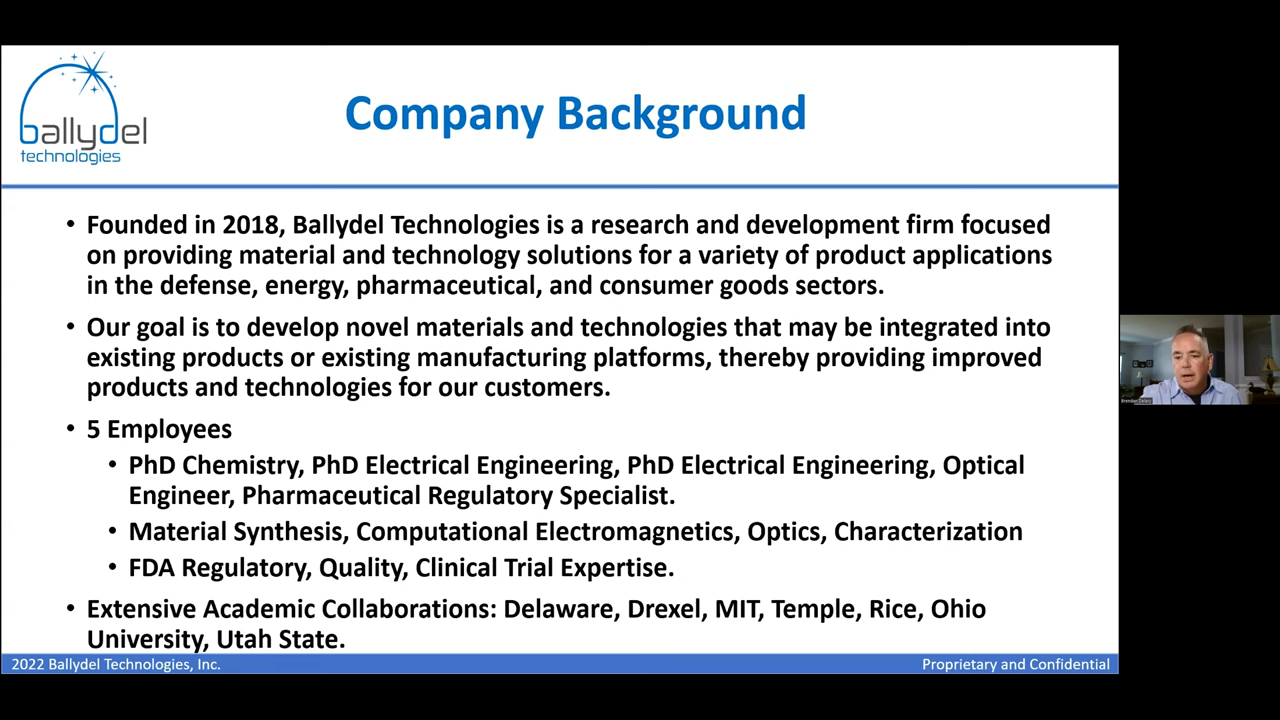 ballydel
technologies
Company Background
• Founded in 2018, Ballydel Technologies is a research and development firm focused
on providing material and technology solutions for a variety of product applications
in the defense, energy, pharmaceutical, and consumer goods sectors.
• Our goal is to develop novel materials and technologies that may be integrated into
existing products or existing manufacturing platforms, thereby providing improved
products and technologies for our customers.
• 5 Employees
• PhD Chemistry, PhD Electrical Engineering, PhD Electrical Engineering, Optical
Engineer, Pharmaceutical Regulatory Specialist.
• Material Synthesis, Computational Electromagnetics, Optics, Characterization
• FDA Regulatory, Quality, Clinical Trial Expertise.
• Extensive Academic Collaborations: Delaware, Drexel, MIT, Temple, Rice, Ohio
University, Utah State.
2022 Ballydel Technologies, Inc.
Proprietary and Confidential